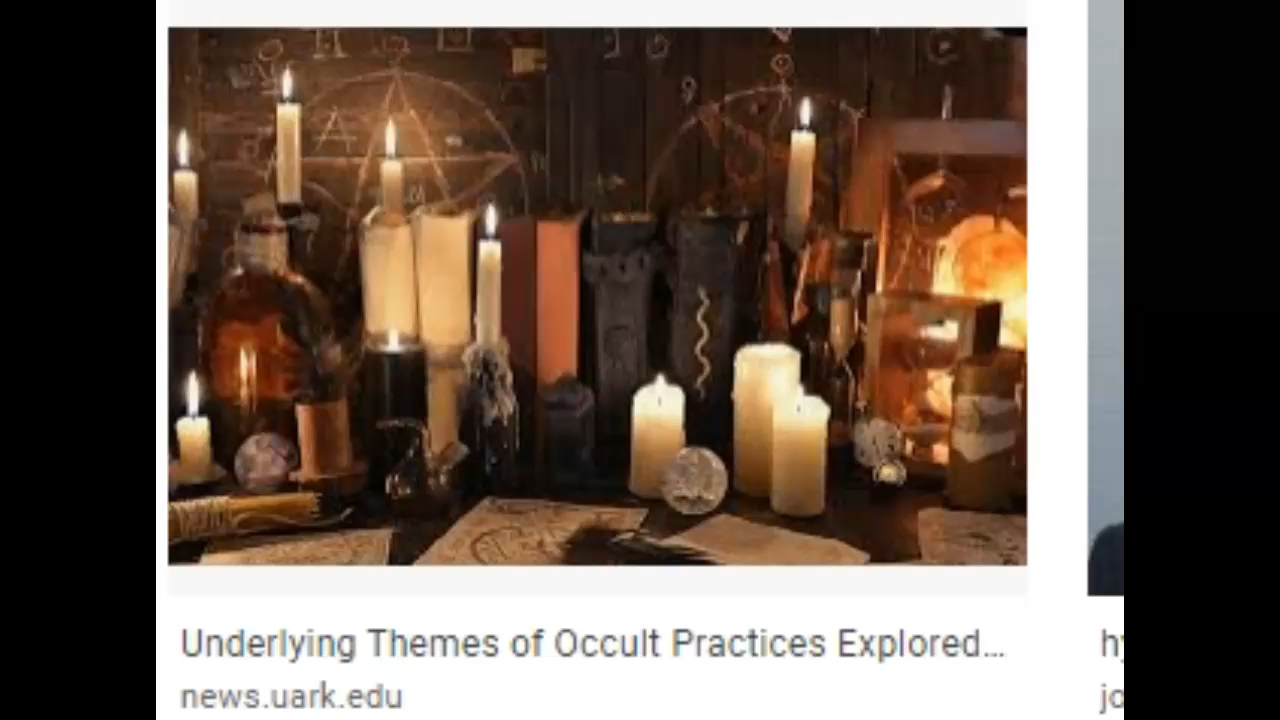 Underlying Themes of Occult Practices Explored...
news.uark.edu